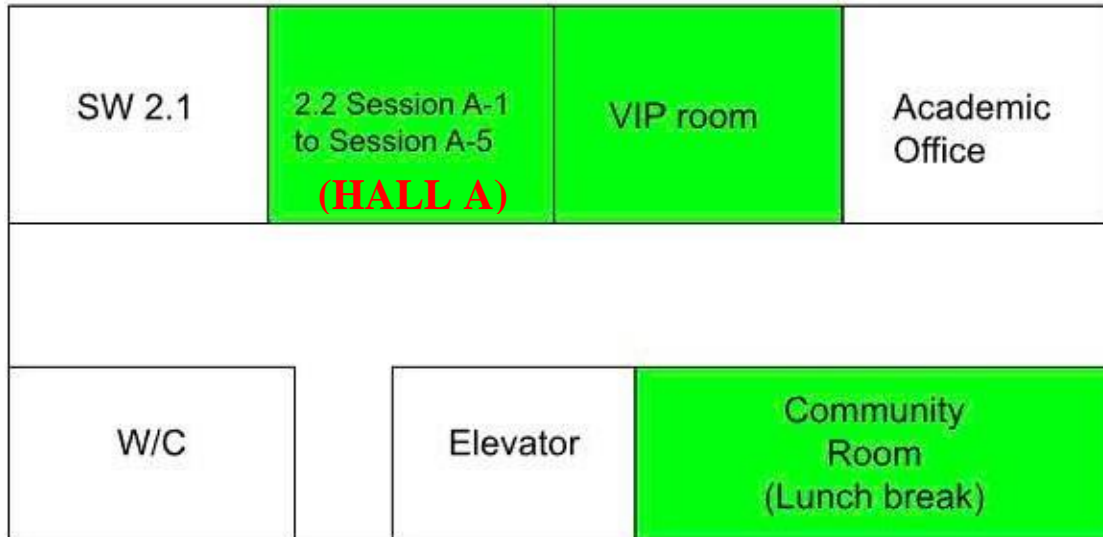 SW 2.1
2.2 Session A-1
to Session A-5
(HALL A)
VIP room
Academic
Office
W/C
Elevator
Community
Room
(Lunch break)